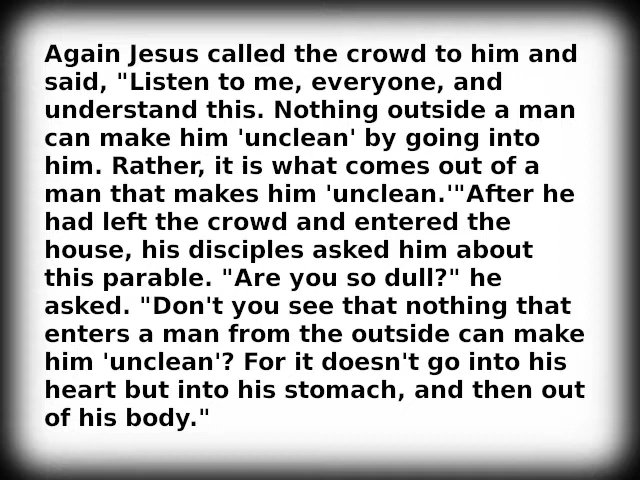 Again Jesus called the crowd to him and
said, "Listen to me, everyone, and
understand this. Nothing outside a man
can make him 'unclean' by going into
him. Rather, it is what comes out of a
man that makes him 'unclean.'"After he
had left the crowd and entered the
house, his disciples asked him about
this parable. "Are you so dull?" he
asked. "Don't you see that nothing that
enters a man from the outside can make
him 'unclean'? For it doesn't go into his
heart but into his stomach, and then out
of his body."